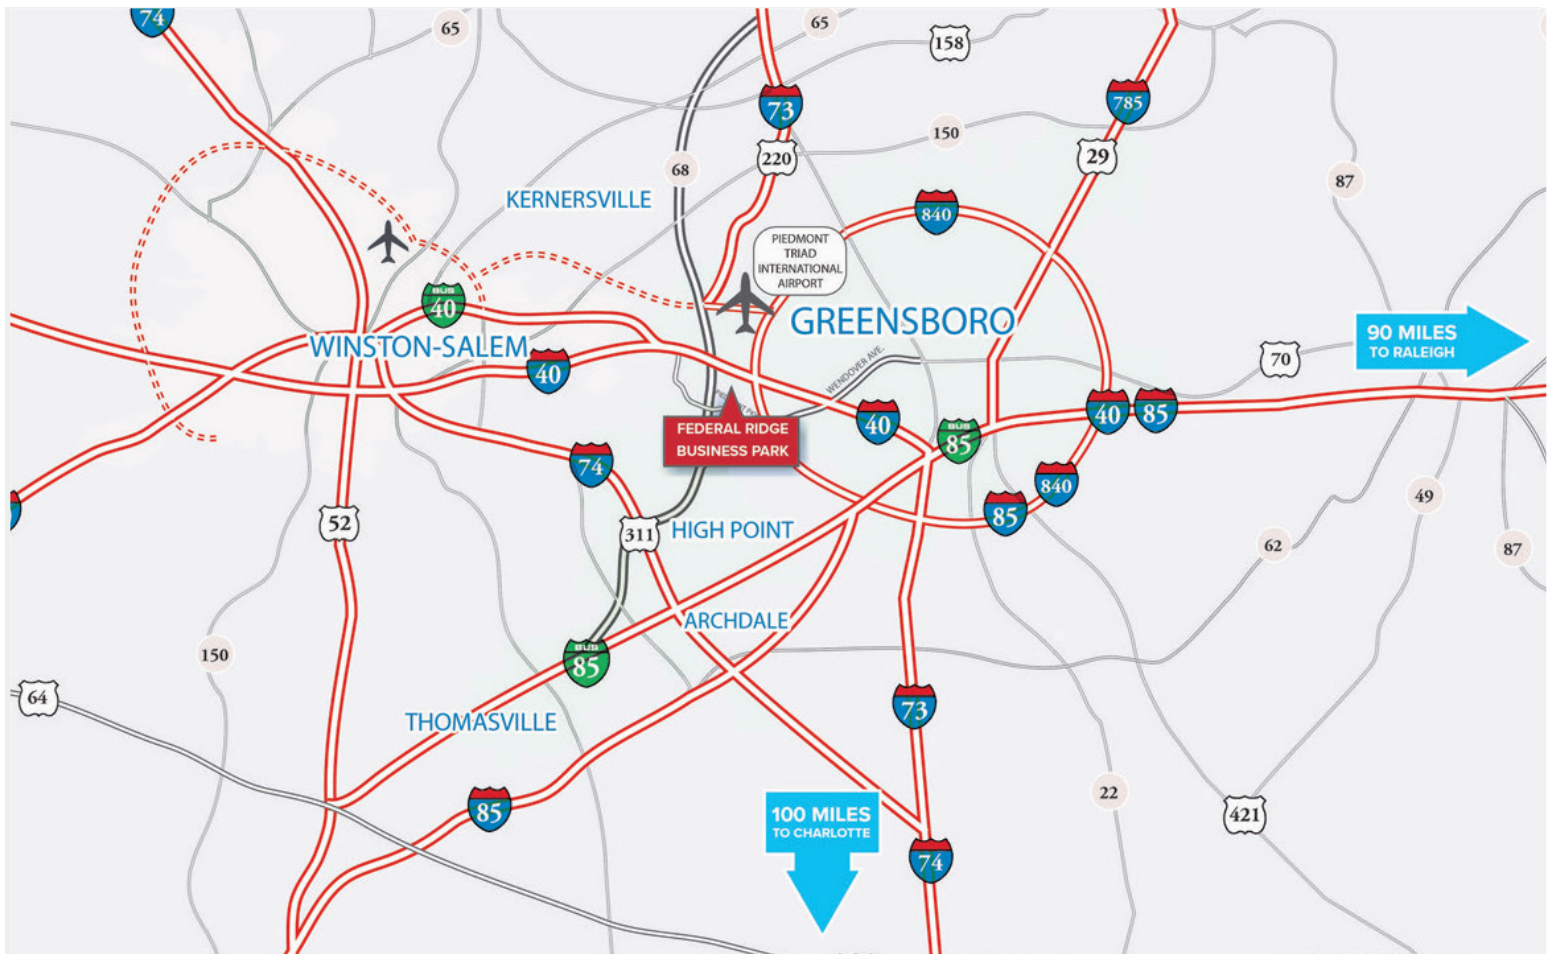 74
65
65
158
73
785
150
220
29
68
87
KERNERSVILLE
840
PIEDMONT
TRIAD
INTERNATIONAL
AIRPORT
BUS
40
GREENSBORO
WINSTON-SALEM
40
WENDOVER AVE.
70
90 MILES
TO RALEIGH
40
85
40
BUS
85
FEDERAL RIDGE
BUSINESS PARK
74
840
85
49
52
311
HIGH POINT
62
87
ARCHDALE
150
BUS
85
64
73
THOMASVILLE
85
22
421
100 MILES
TO CHARLOTTE
74